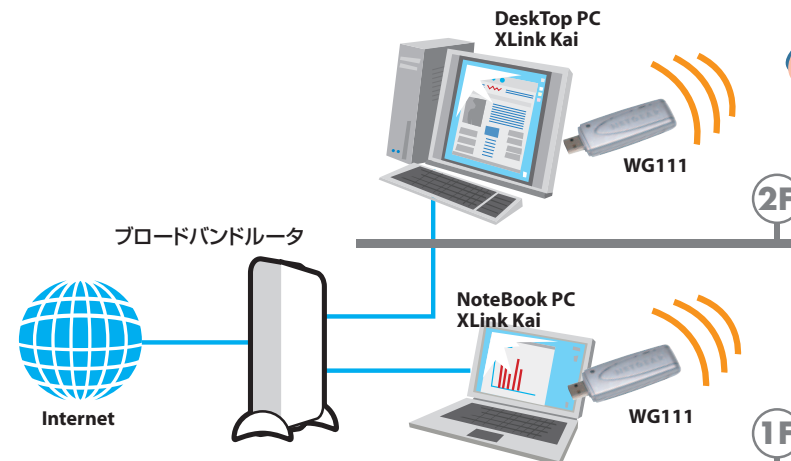 DeskTop PC
XLink Kai
WG111
2F
ブロードバンドルータ
NoteBook PC
XLink Kai
Internet
WG111
1F